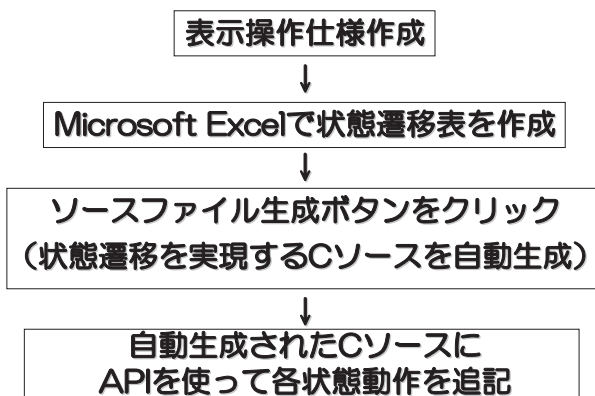 表示操作仕様作成
Microsoft Excelで状態遷移表を作成
ソースファイル生成ボタンをクリック
（状態遷移を実現するCソースを自動生成）
自動生成されたCソースに
APIを使って各状態動作を追記